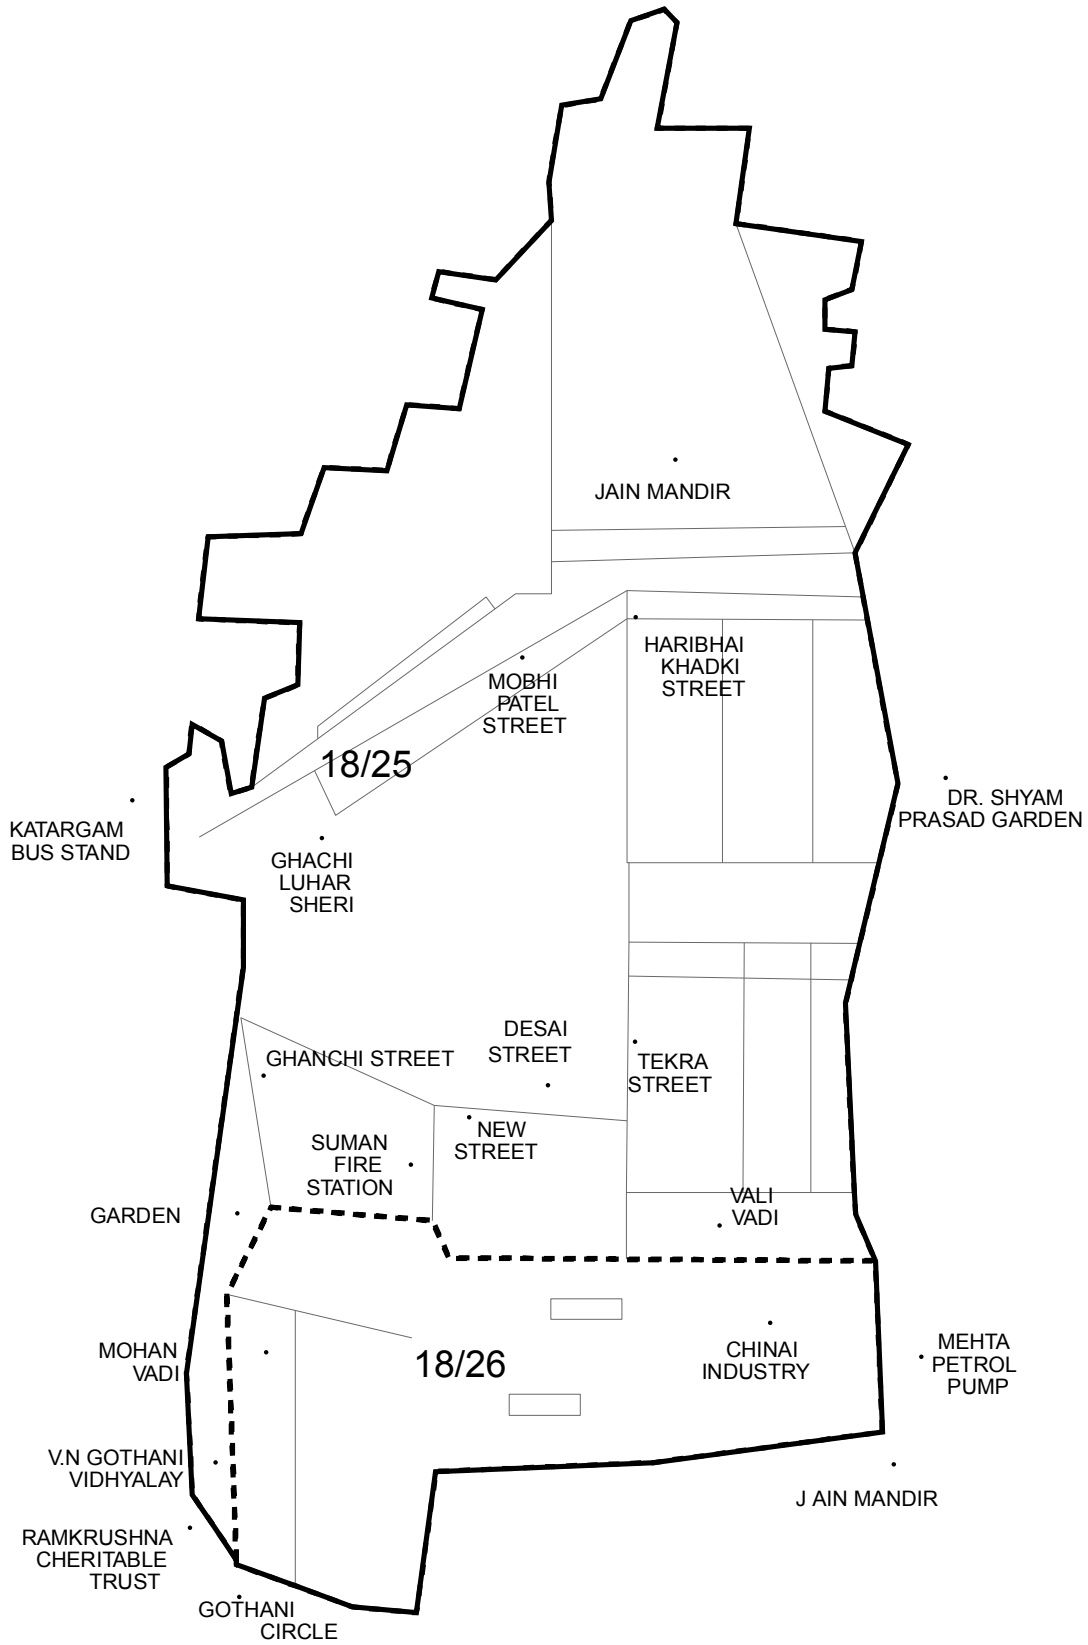 JAIN MANDIR
HARIBHAI
KHADKI
STREET
MOBHI
PATEL
STREET
18/25
DR. SHYAM
PRASAD GARDEN
KATARGAM
BUS STAND
GHACHI
LUHAR
SHERI
DESAI
STREET
GHANCHI STREET
TEKRA
STREET
NEW
STREET
SUMAN
FIRE
STATION
VALI
VADI
GARDEN
MOHAN
VADI
18/26
CHINAI
INDUSTRY
MEHTA
PETROL
PUMP
V.N GOTHANI
VIDHYALAY
J AIN MANDIR
RAMKRUSHNA
CHERITABLE
TRUST
GOTHANI
CIRCLE